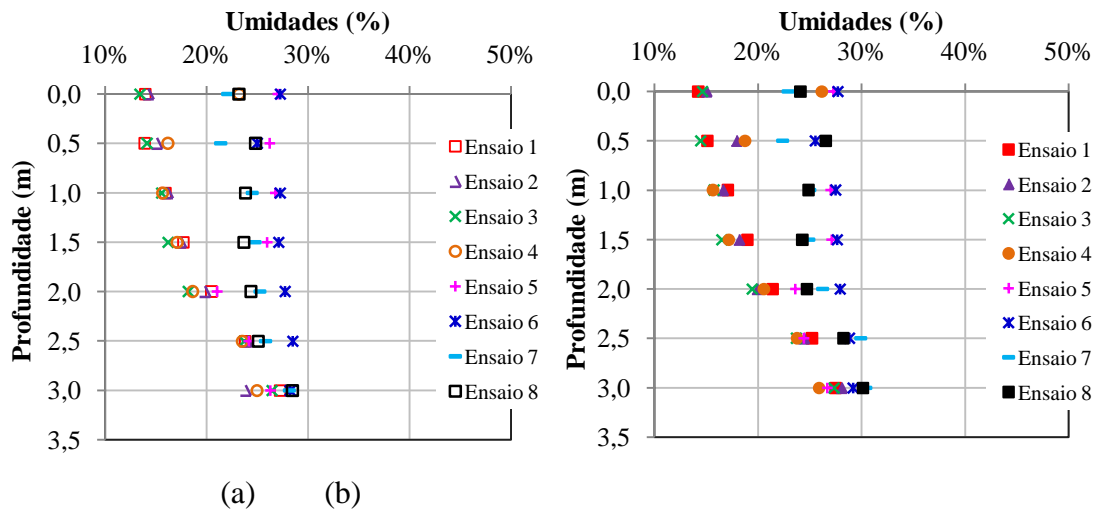 Umidades (%)
10% 20% 30% 40% 50%
0,0
0,5
1,0
1,5
2,0
2,5
3,0
3,5
Profundidade (m)
Ensaio 1
Ensaio 2
Ensaio 3
Ensaio 4
Ensaio 5
Ensaio 6
Ensaio 7
Ensaio 8
Umidades (%)
10% 20% 30% 40% 50%
0,0
0,5
1,0
1,5
2,0
2,5
3,0
3,5
Profundidade (m)
Ensaio 1
Ensaio 2
Ensaio 3
Ensaio 4
Ensaio 5
Ensaio 6
Ensaio 7
Ensaio 8
(a) (b)